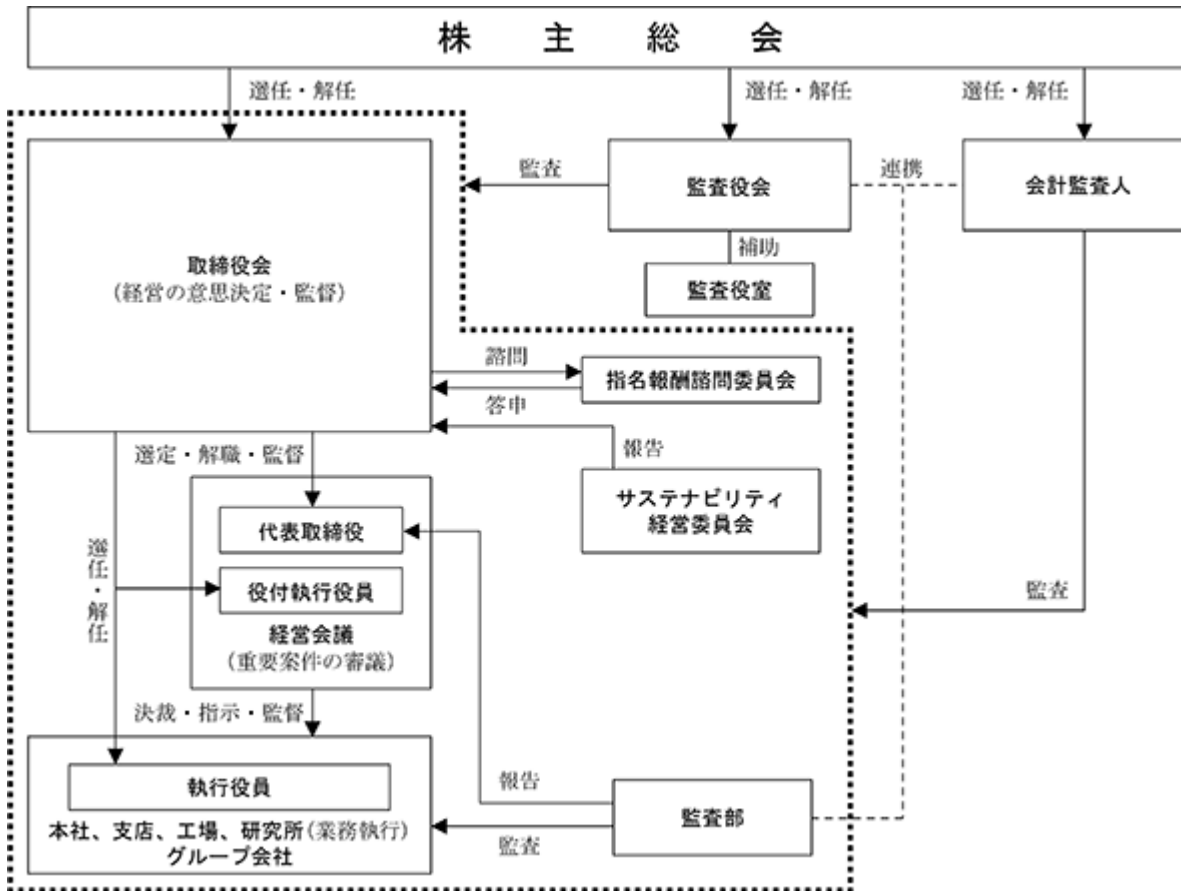 株主総会
選任・解任
選任・解任
選任・解任
取締役会
(経営の意思決定・監督)
監査
監査役会
連携
会計監査人
補助
監査役室
諮問
指名報酬諮問委員会
答申
報告
サステナビリティ
経営委員会
選定・解職・監督
代表取締役
役付執行役員
経営会議
(重要案件の審議)
選任・解任
監査
決裁・指示・監督
執行役員
本社、支店、工場、研究所(業務執行)
グループ会社
報告
監査
監査部